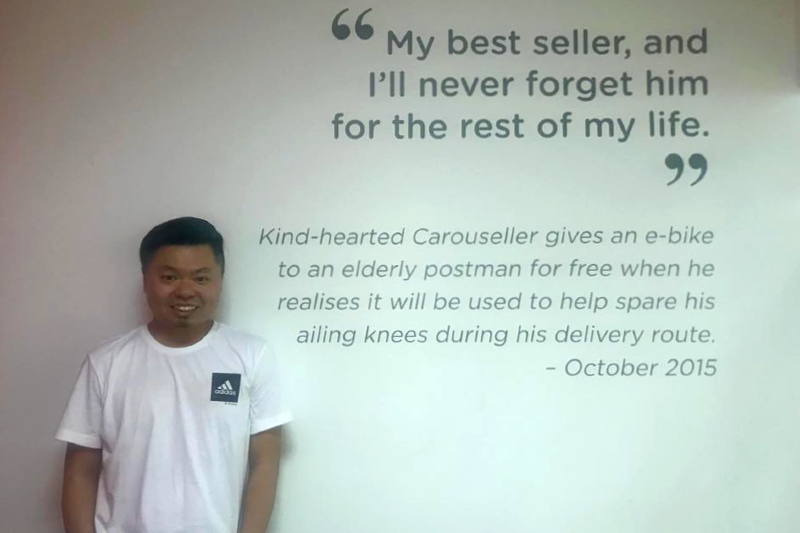 “ My best seller, and
I’ll never forget him
for the rest of my life.
”
Kind-hearted Carouseller gives an e-bike
to an elderly postman for free when he
realises it will be used to help spare his
ailing knees during his delivery route.
– October 2015
adidas